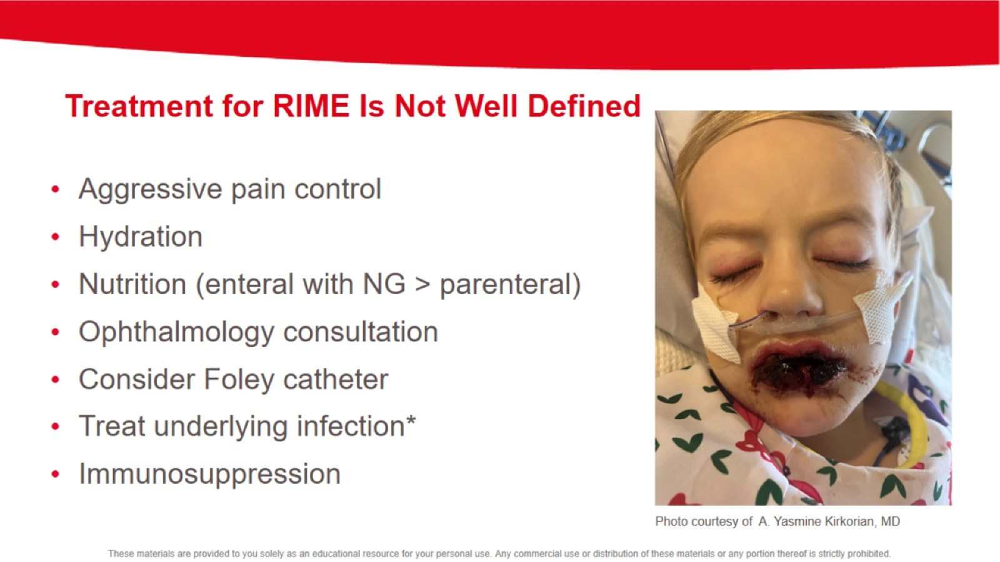 Treatment for RIME Is Not Well Defined
• Aggressive pain control
• Hydration
• Nutrition (enteral with NG > parenteral)
• Ophthalmology consultation
• Consider Foley catheter
• Treat underlying infection*
• Immunosuppression
Photo courtesy of A. Yasmine Kirkorian, MD
These materials are provided to you solely as an educational resource for your personal use. Any commercial use or distribution of these materials or any portion thereof is strictly prohibited.